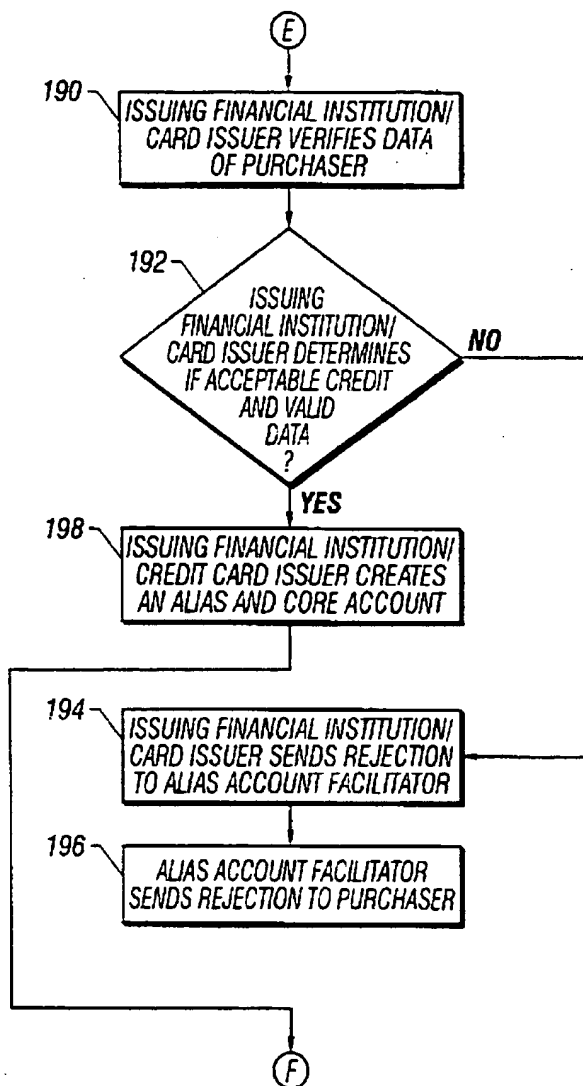 E
190
ISSUING FINANCIAL INSTITUTION/
CARD ISSUER VERIFIES DATA
OF PURCHASER
192
ISSUING
FINANCIAL INSTITUTION/
CARD ISSUER DETERMINES
IF ACCEPTABLE CREDIT
AND VALID
DATA
?
NO
YES
198
ISSUING FINANCIAL INSTITUTION/
CREDIT CARD ISSUER CREATES
AN ALIAS AND CORE ACCOUNT
194
ISSUING FINANCIAL INSTITUTION/
CARD ISSUER SENDS REJECTION
TO ALIAS ACCOUNT FACILITATOR
196
ALIAS ACCOUNT FACILITATOR
SENDS REJECTION TO PURCHASER
F